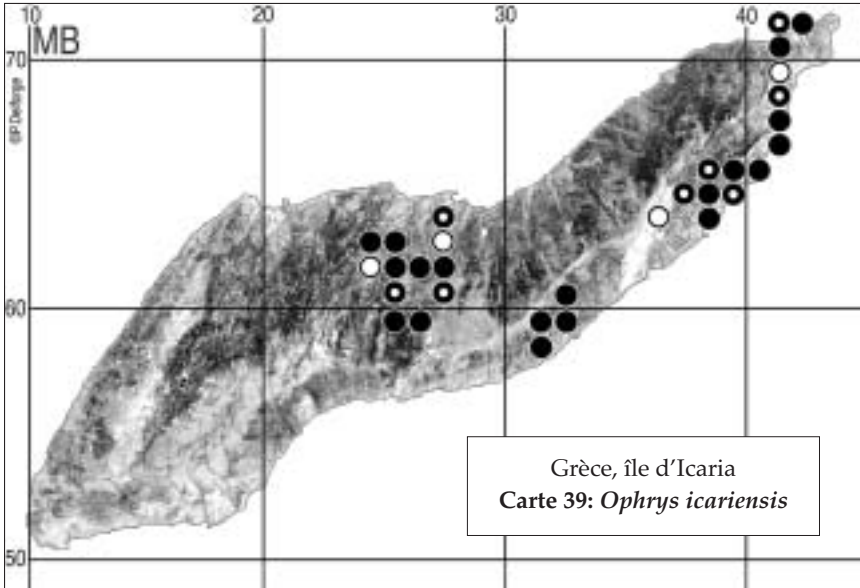 10 20 30 40
MB
70
©P.Delforge
60
Grèce, île d’Icaria
Carte 39: Ophrys icariensis
50